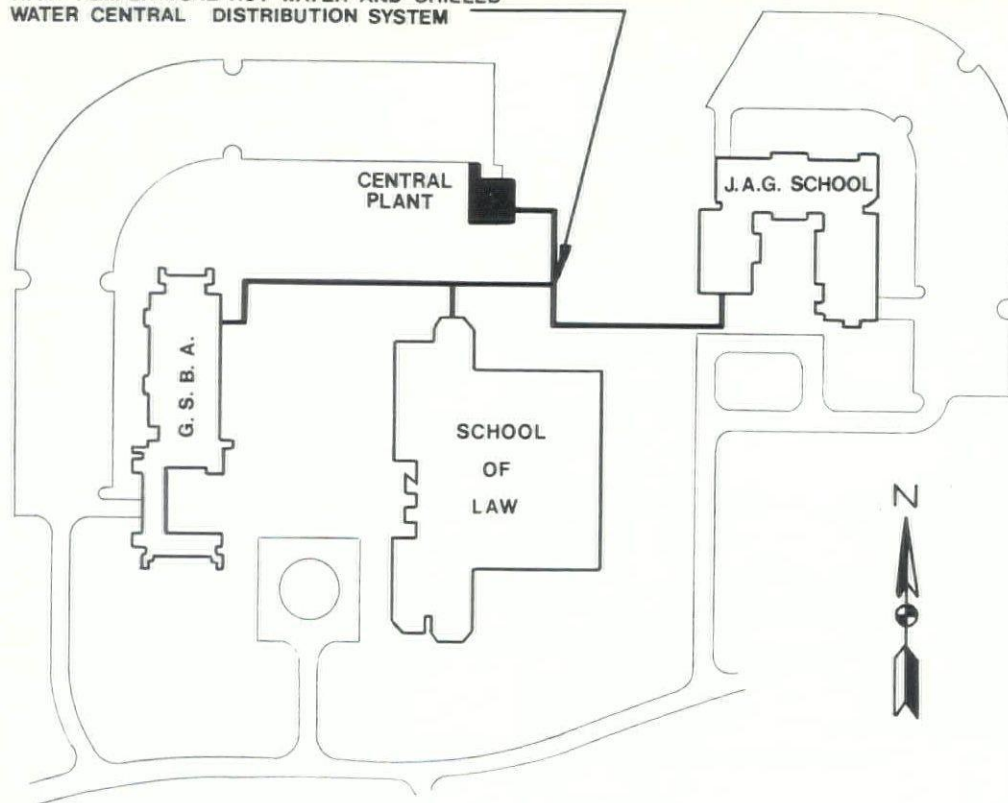 WATER CENTRAL DISTRIBUTION SYSTEM
CENTRAL
PLANT
J.A.G. SCHOOL
G. S. B. A.
SCHOOL
OF
LAW
N